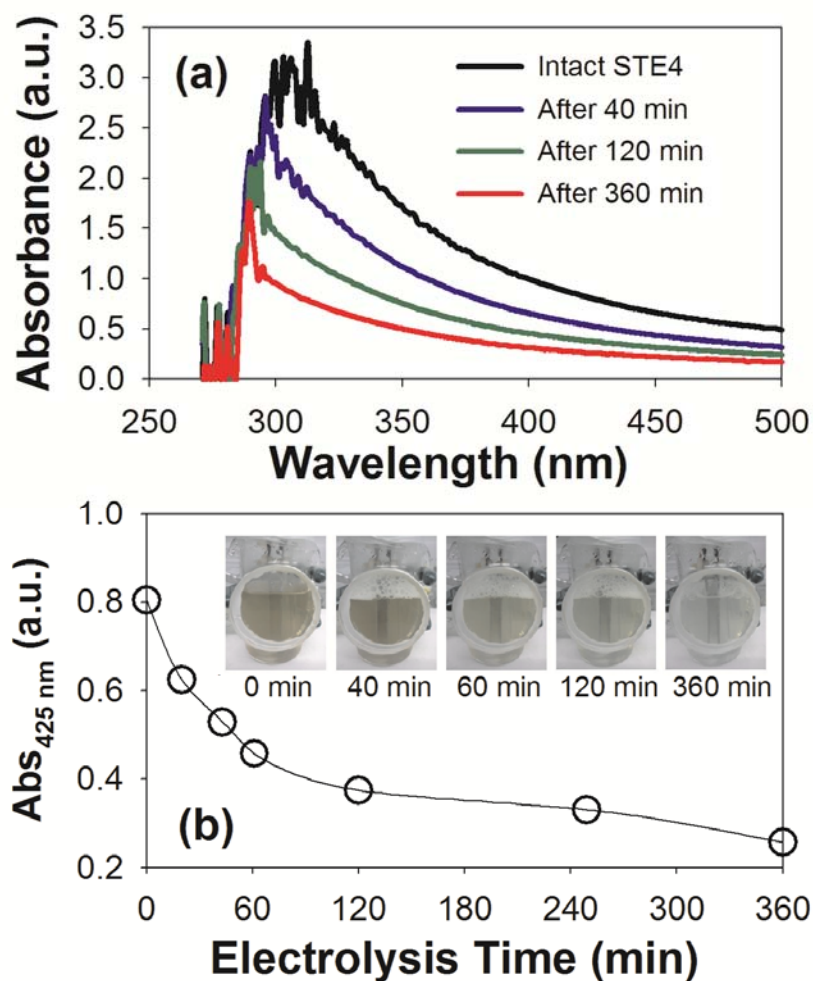 Absorbance (a.u.)
3.5
3.0
2.5
2.0
1.5
1.0
0.5
0.0
(a)
Intact STE4
After 40 min
After 120 min
After 360 min
250 300 350 400 450 500
Wavelength (nm)
Abs425 nm (a.u.)
1.0
0.8
0.6
0.4
0.2
0 min 40 min 60 min 120 min 360 min
(b)
0 60 120 180 240 300 360
Electrolysis Time (min)